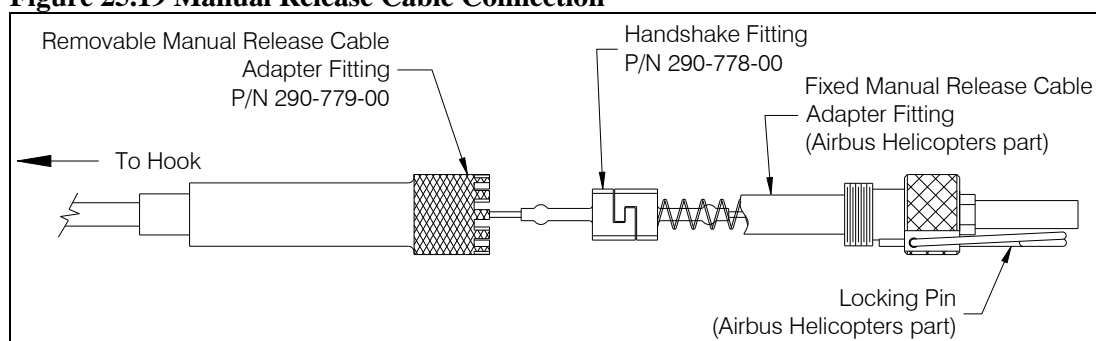 Figure 25.19 Manual Release Cable Connection
Removable Manual Release Cable
Adapter Fitting
P/N 290-779-00
Handshake Fitting
P/N 290-778-00
Fixed Manual Release Cable
Adapter Fitting
(Airbus Helicopters part)
To Hook
Locking Pin
(Airbus Helicopters part)